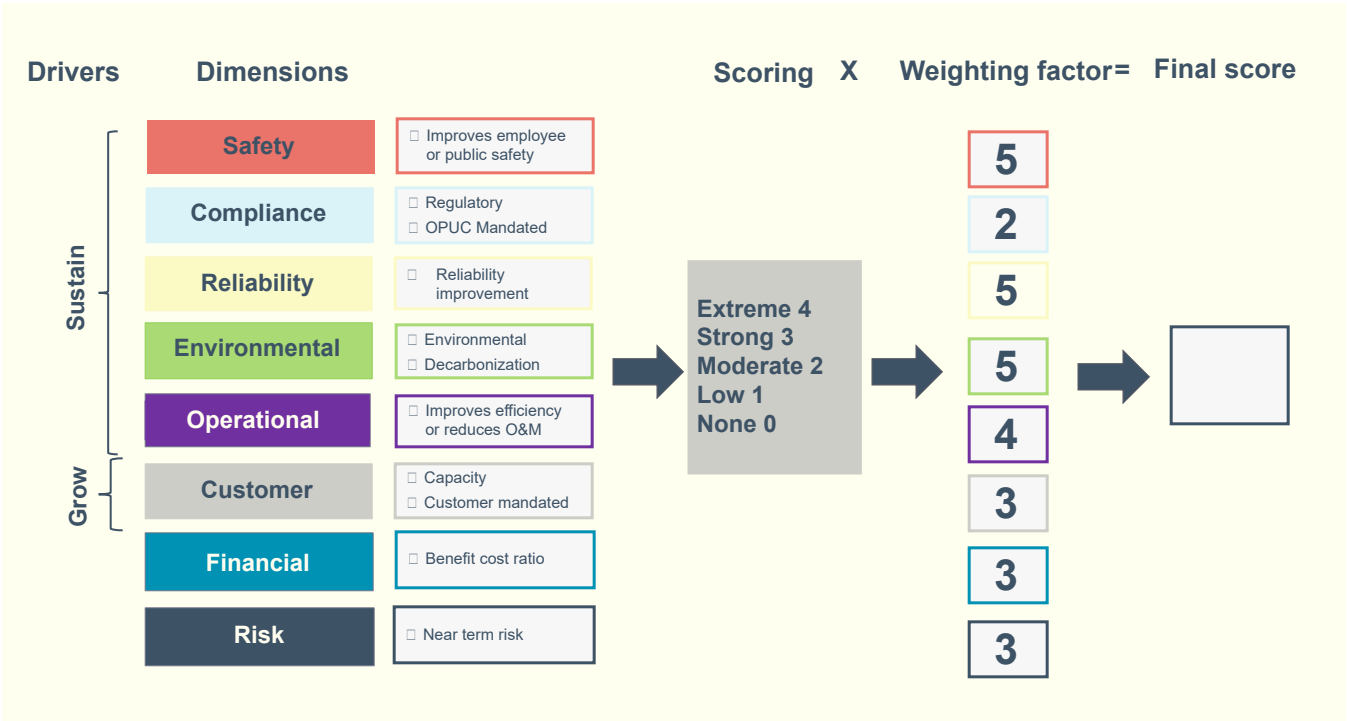 Drivers Dimensions Scoring X Weighting factor= Final score
Sustain
Safety
□ Improves employee
or public safety
5
Compliance
□ Regulatory
□ OPUC Mandated
2
Reliability
□ Reliability
improvement
5
Environmental
□ Environmental
□ Decarbonization
5
Operational
□ Improves efficiency
or reduces O&M
4
Grow
Customer
□ Capacity
□ Customer mandated
3
Financial
□ Benefit cost ratio
3
Risk
□ Near term risk
3
Extreme 4
Strong 3
Moderate 2
Low 1
None 0